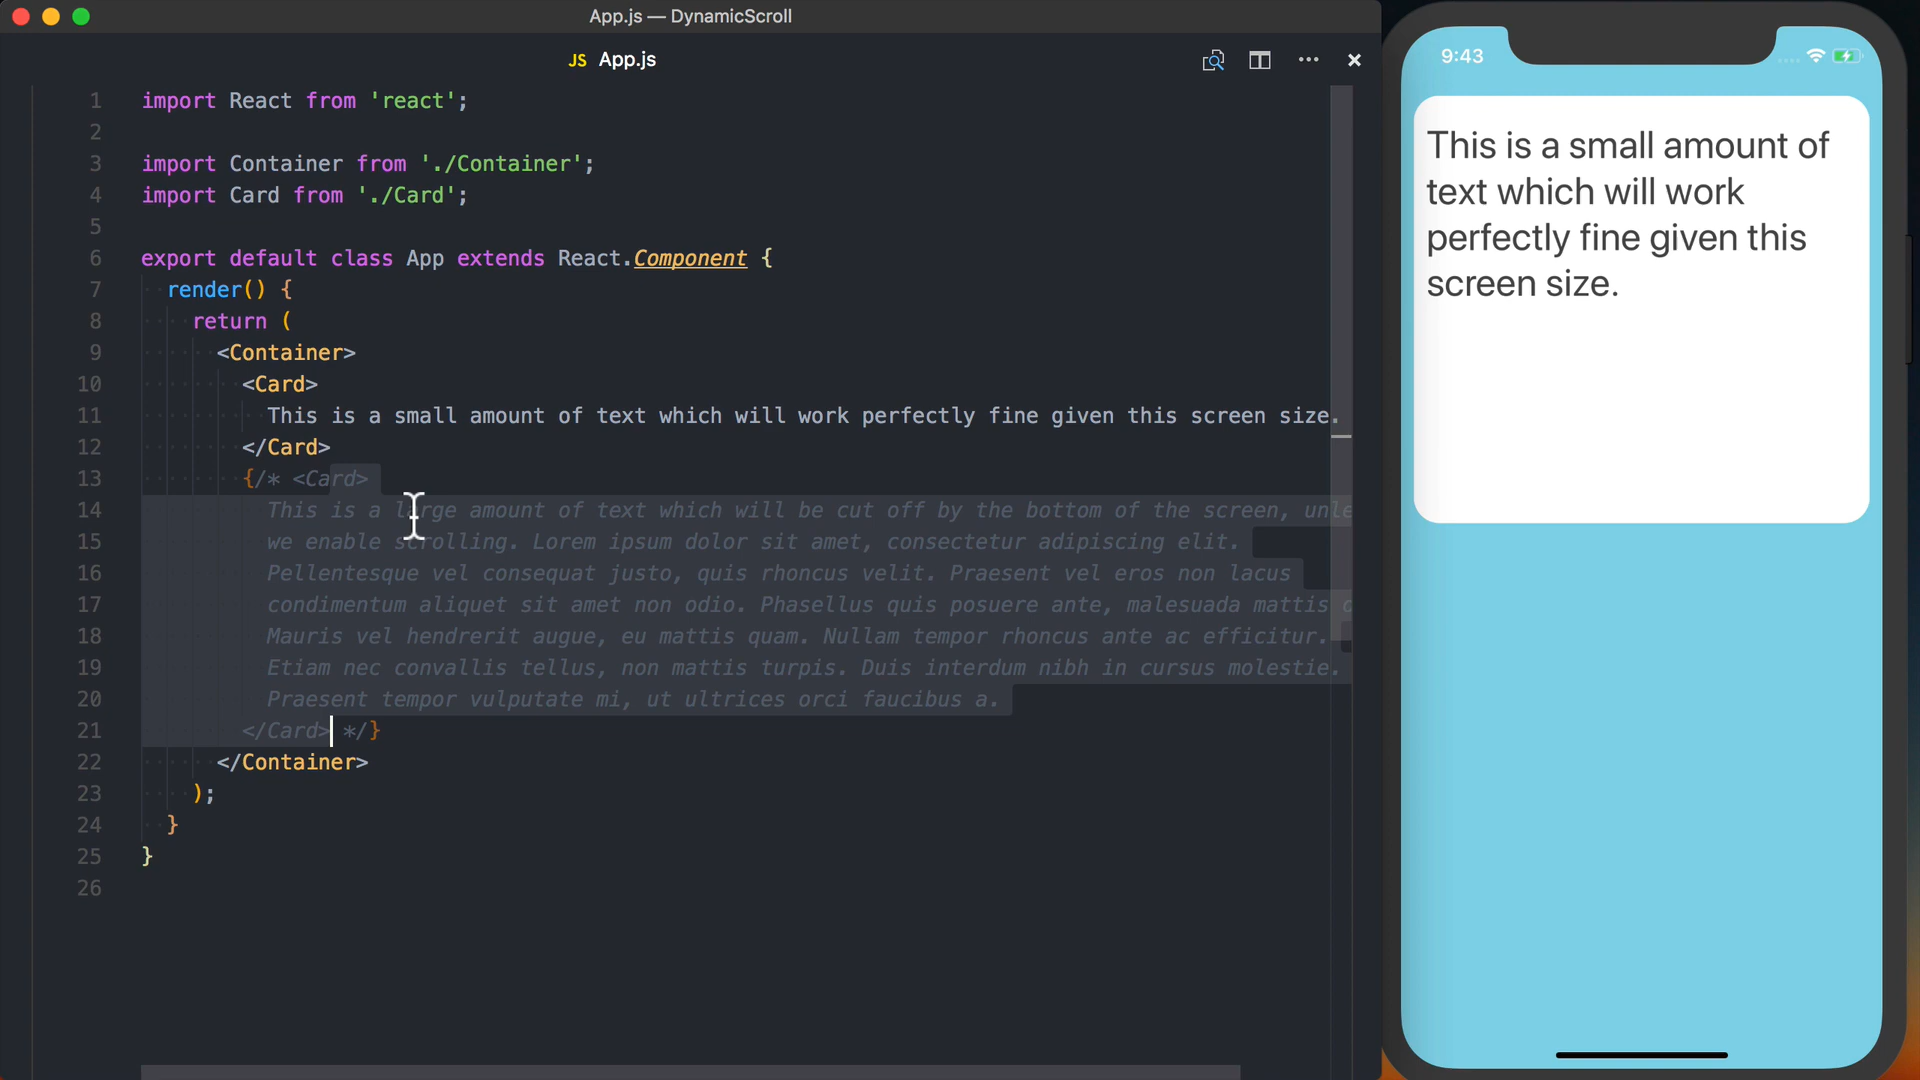 App.js — DynamicScroll
JS App.js
1 import React from 'react';
2
3 import Container from './Container';
4 import Card from './Card';
5
6 export default class App extends React.Component {
7 render() {
8 return (
9 <Container>
10 <Card>
11 This is a small amount of text which will work perfectly fine given this screen size.
12 </Card>
13 {/* <Card>
14 This is a large amount of text which will be cut off by the bottom of the screen, unle
15 we enable scrolling. Lorem ipsum dolor sit amet, consectetur adipiscing elit.
16 Pellentesque vel consequat justo, quis rhoncus velit. Praesent vel eros non lacus
17 condimentum aliquet sit amet non odio. Phasellus quis posuere ante, malesuada mattis
18 Mauris vel hendrerit augue, eu mattis quam. Nullam tempor rhoncus ante ac efficitur.
19 Etiam nec convallis tellus, non mattis turpis. Duis interdum nibh in cursus molestie.
20 Praesent tempor vulputate mi, ut ultrices orci faucibus a.
21 </Card> */}
22 </Container>
23 );
24 }
25 }
26
9:43
This is a small amount of
text which will work
perfectly fine given this
screen size.